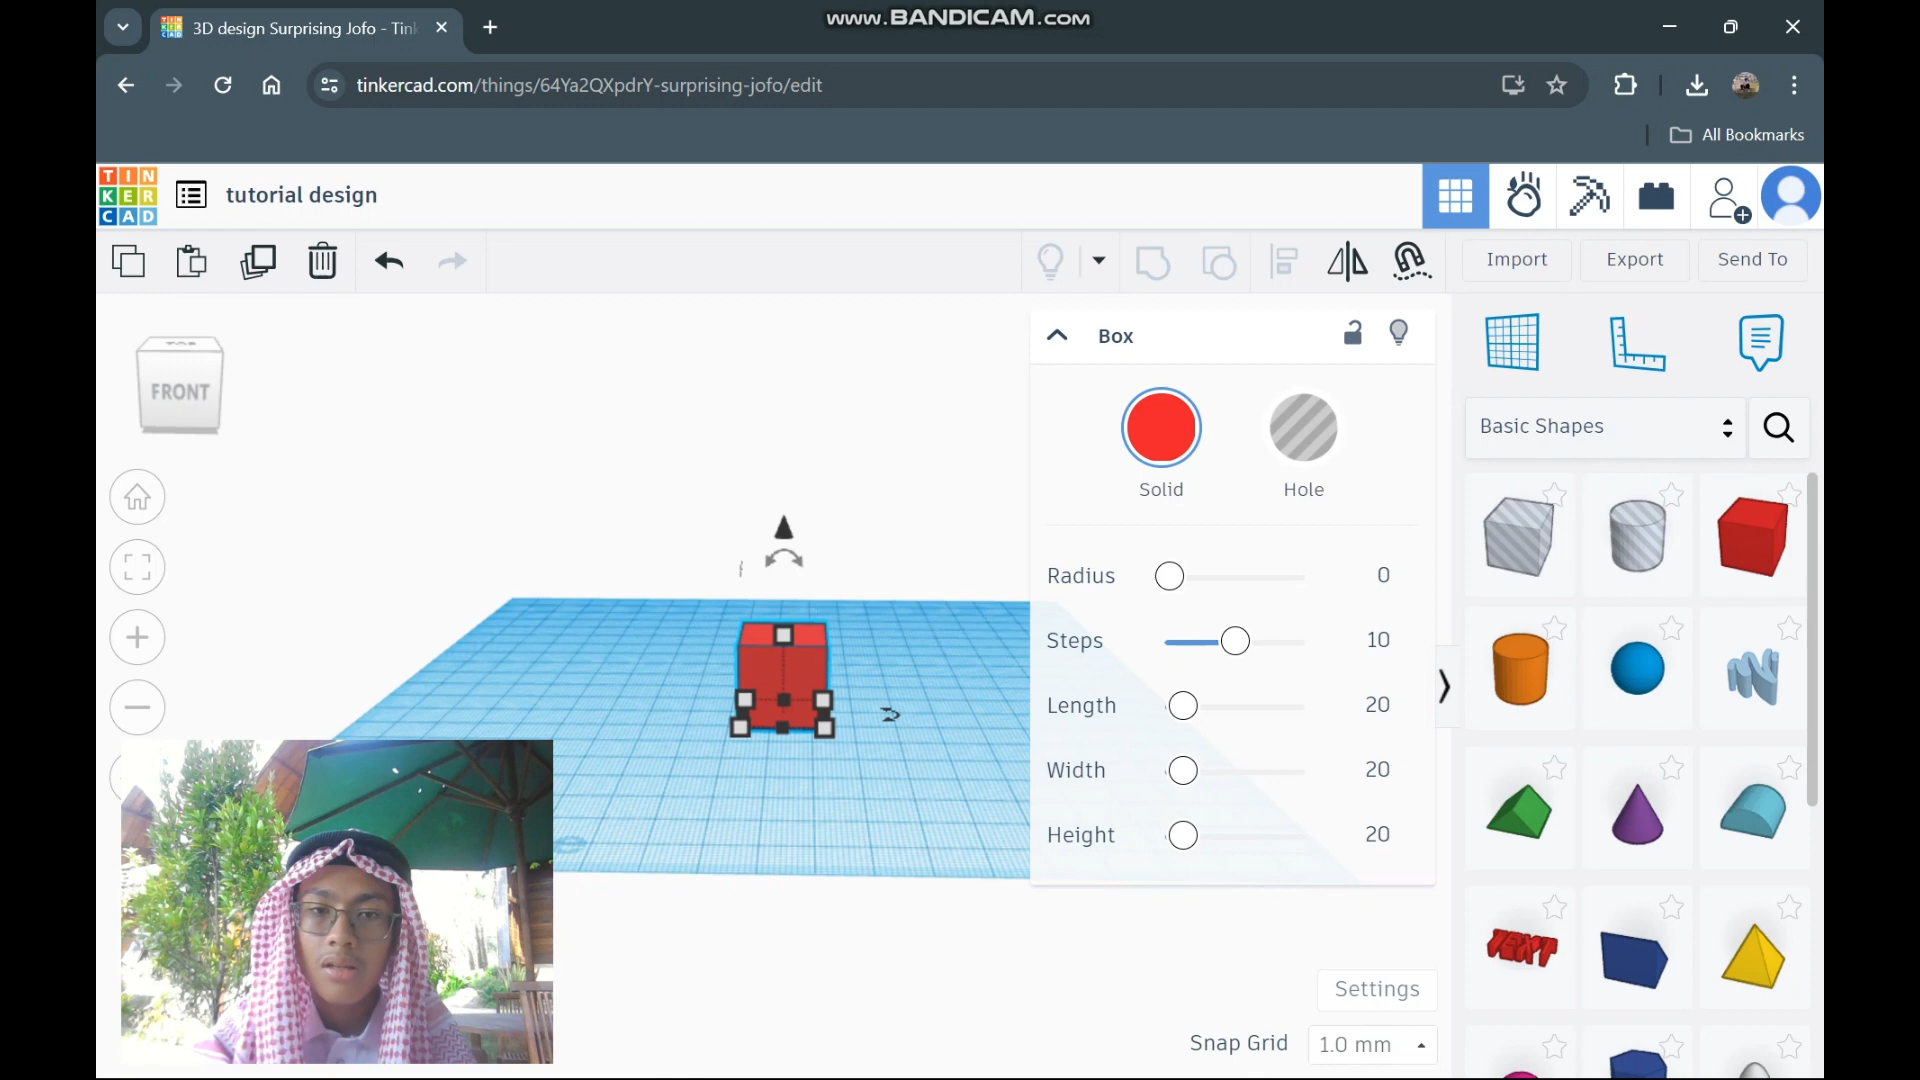 www.BANDICAM.com
3D design Surprising Jofo - Tin
tinkercad.com/things/64Ya2QXpdrY-surprising-jofo/edit
All Bookmarks
TIN
KER
CAD
tutorial design
Import
Export
Send To
TOP
FRONT
Box
Solid
Hole
Radius 0
Steps 10
Length 20
Width 20
Height 20
Basic Shapes
TEXT
Settings
Snap Grid 1.0 mm